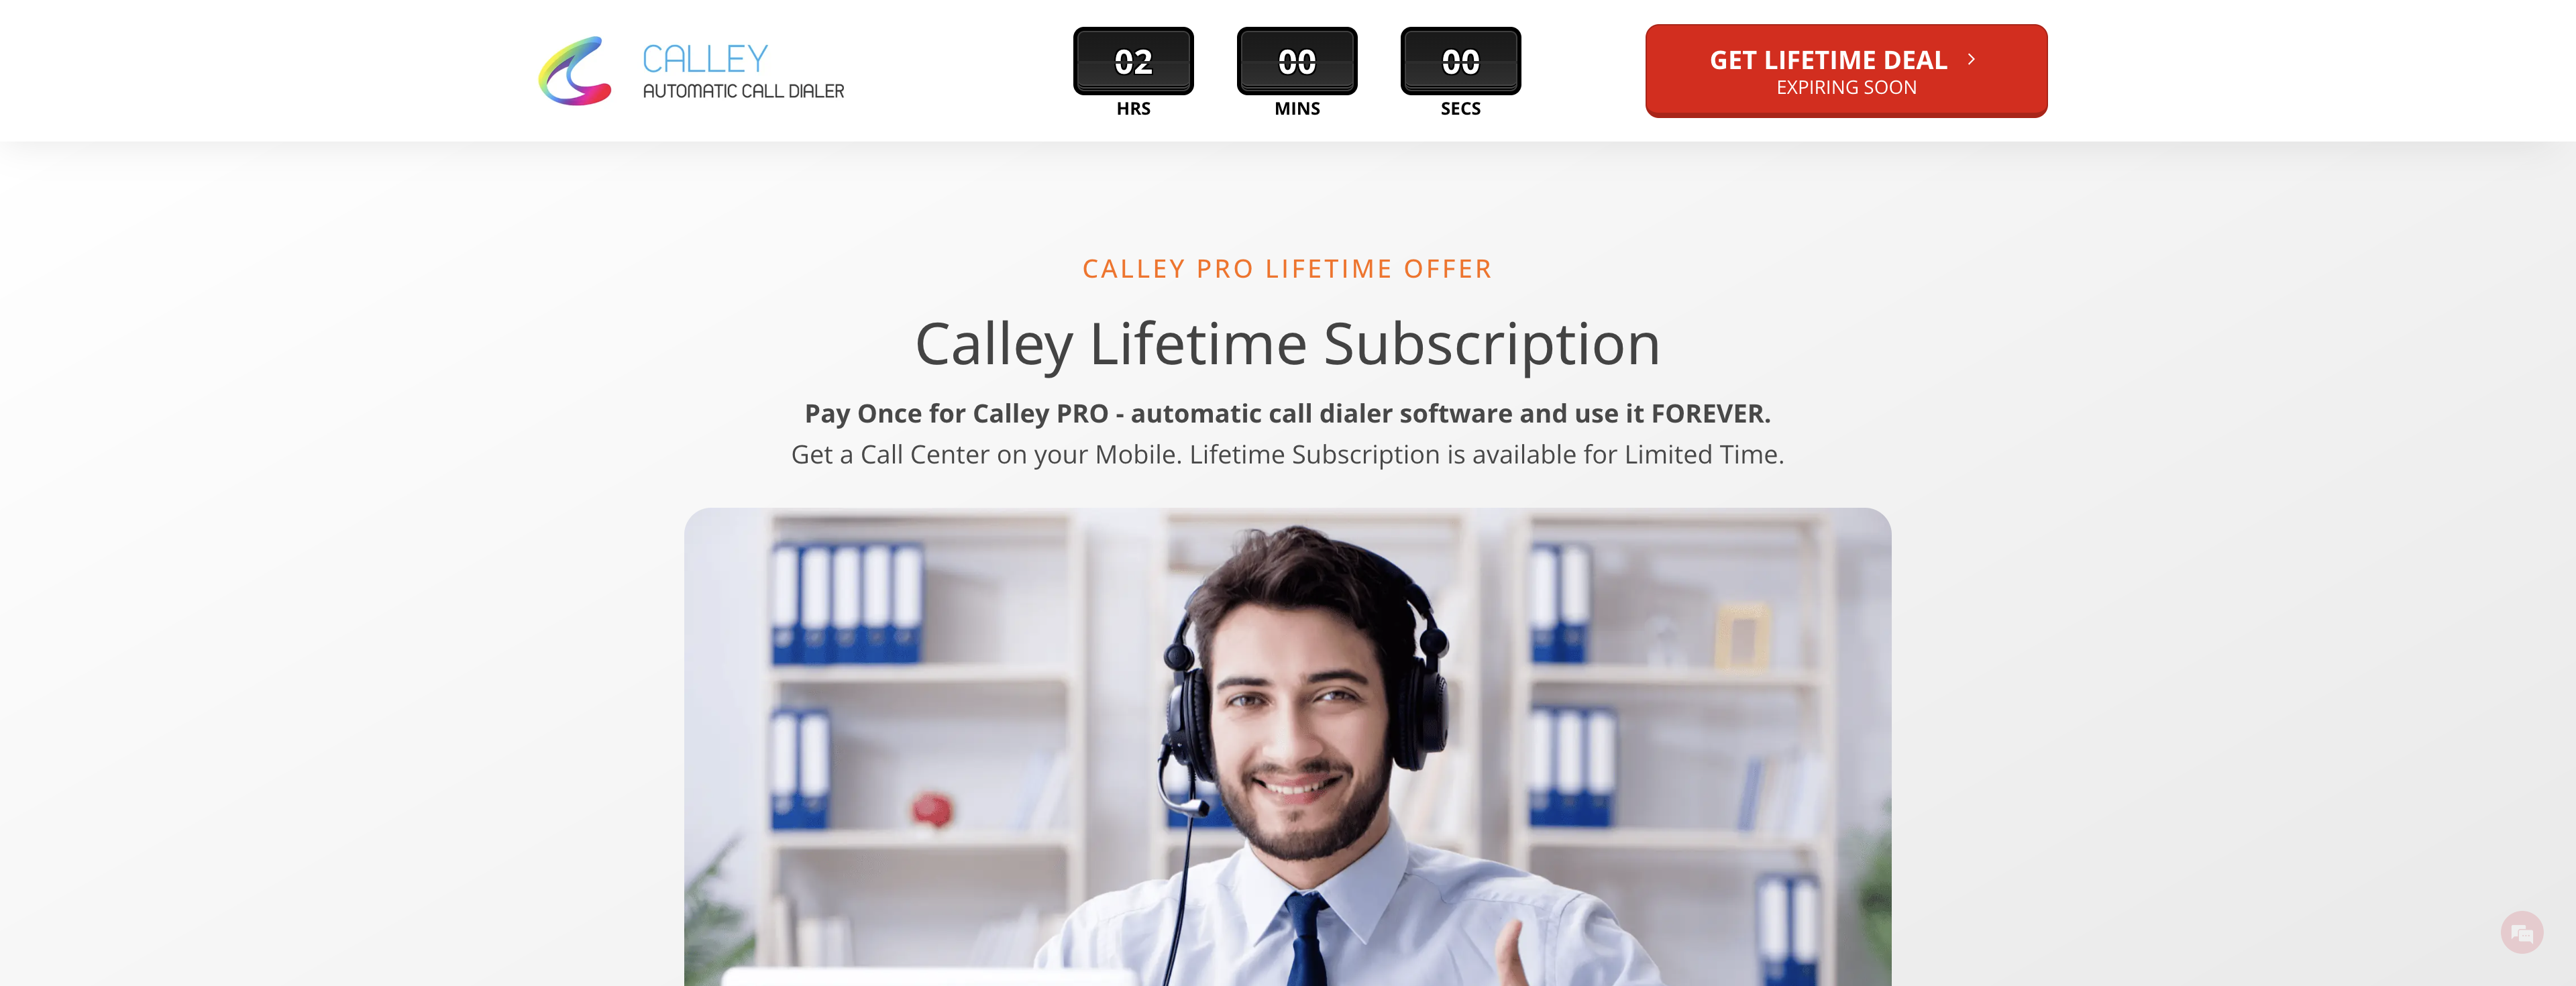 CALLEY
AUTOMATIC CALL DIALER
02
00
00
HRS
MINS
SECS
GET LIFETIME DEAL
EXPIRING SOON
CALLEY PRO LIFETIME OFFER
Calley Lifetime Subscription
Pay Once for Calley PRO - automatic call dialer software and use it FOREVER.
Get a Call Center on your Mobile. Lifetime Subscription is available for Limited Time.